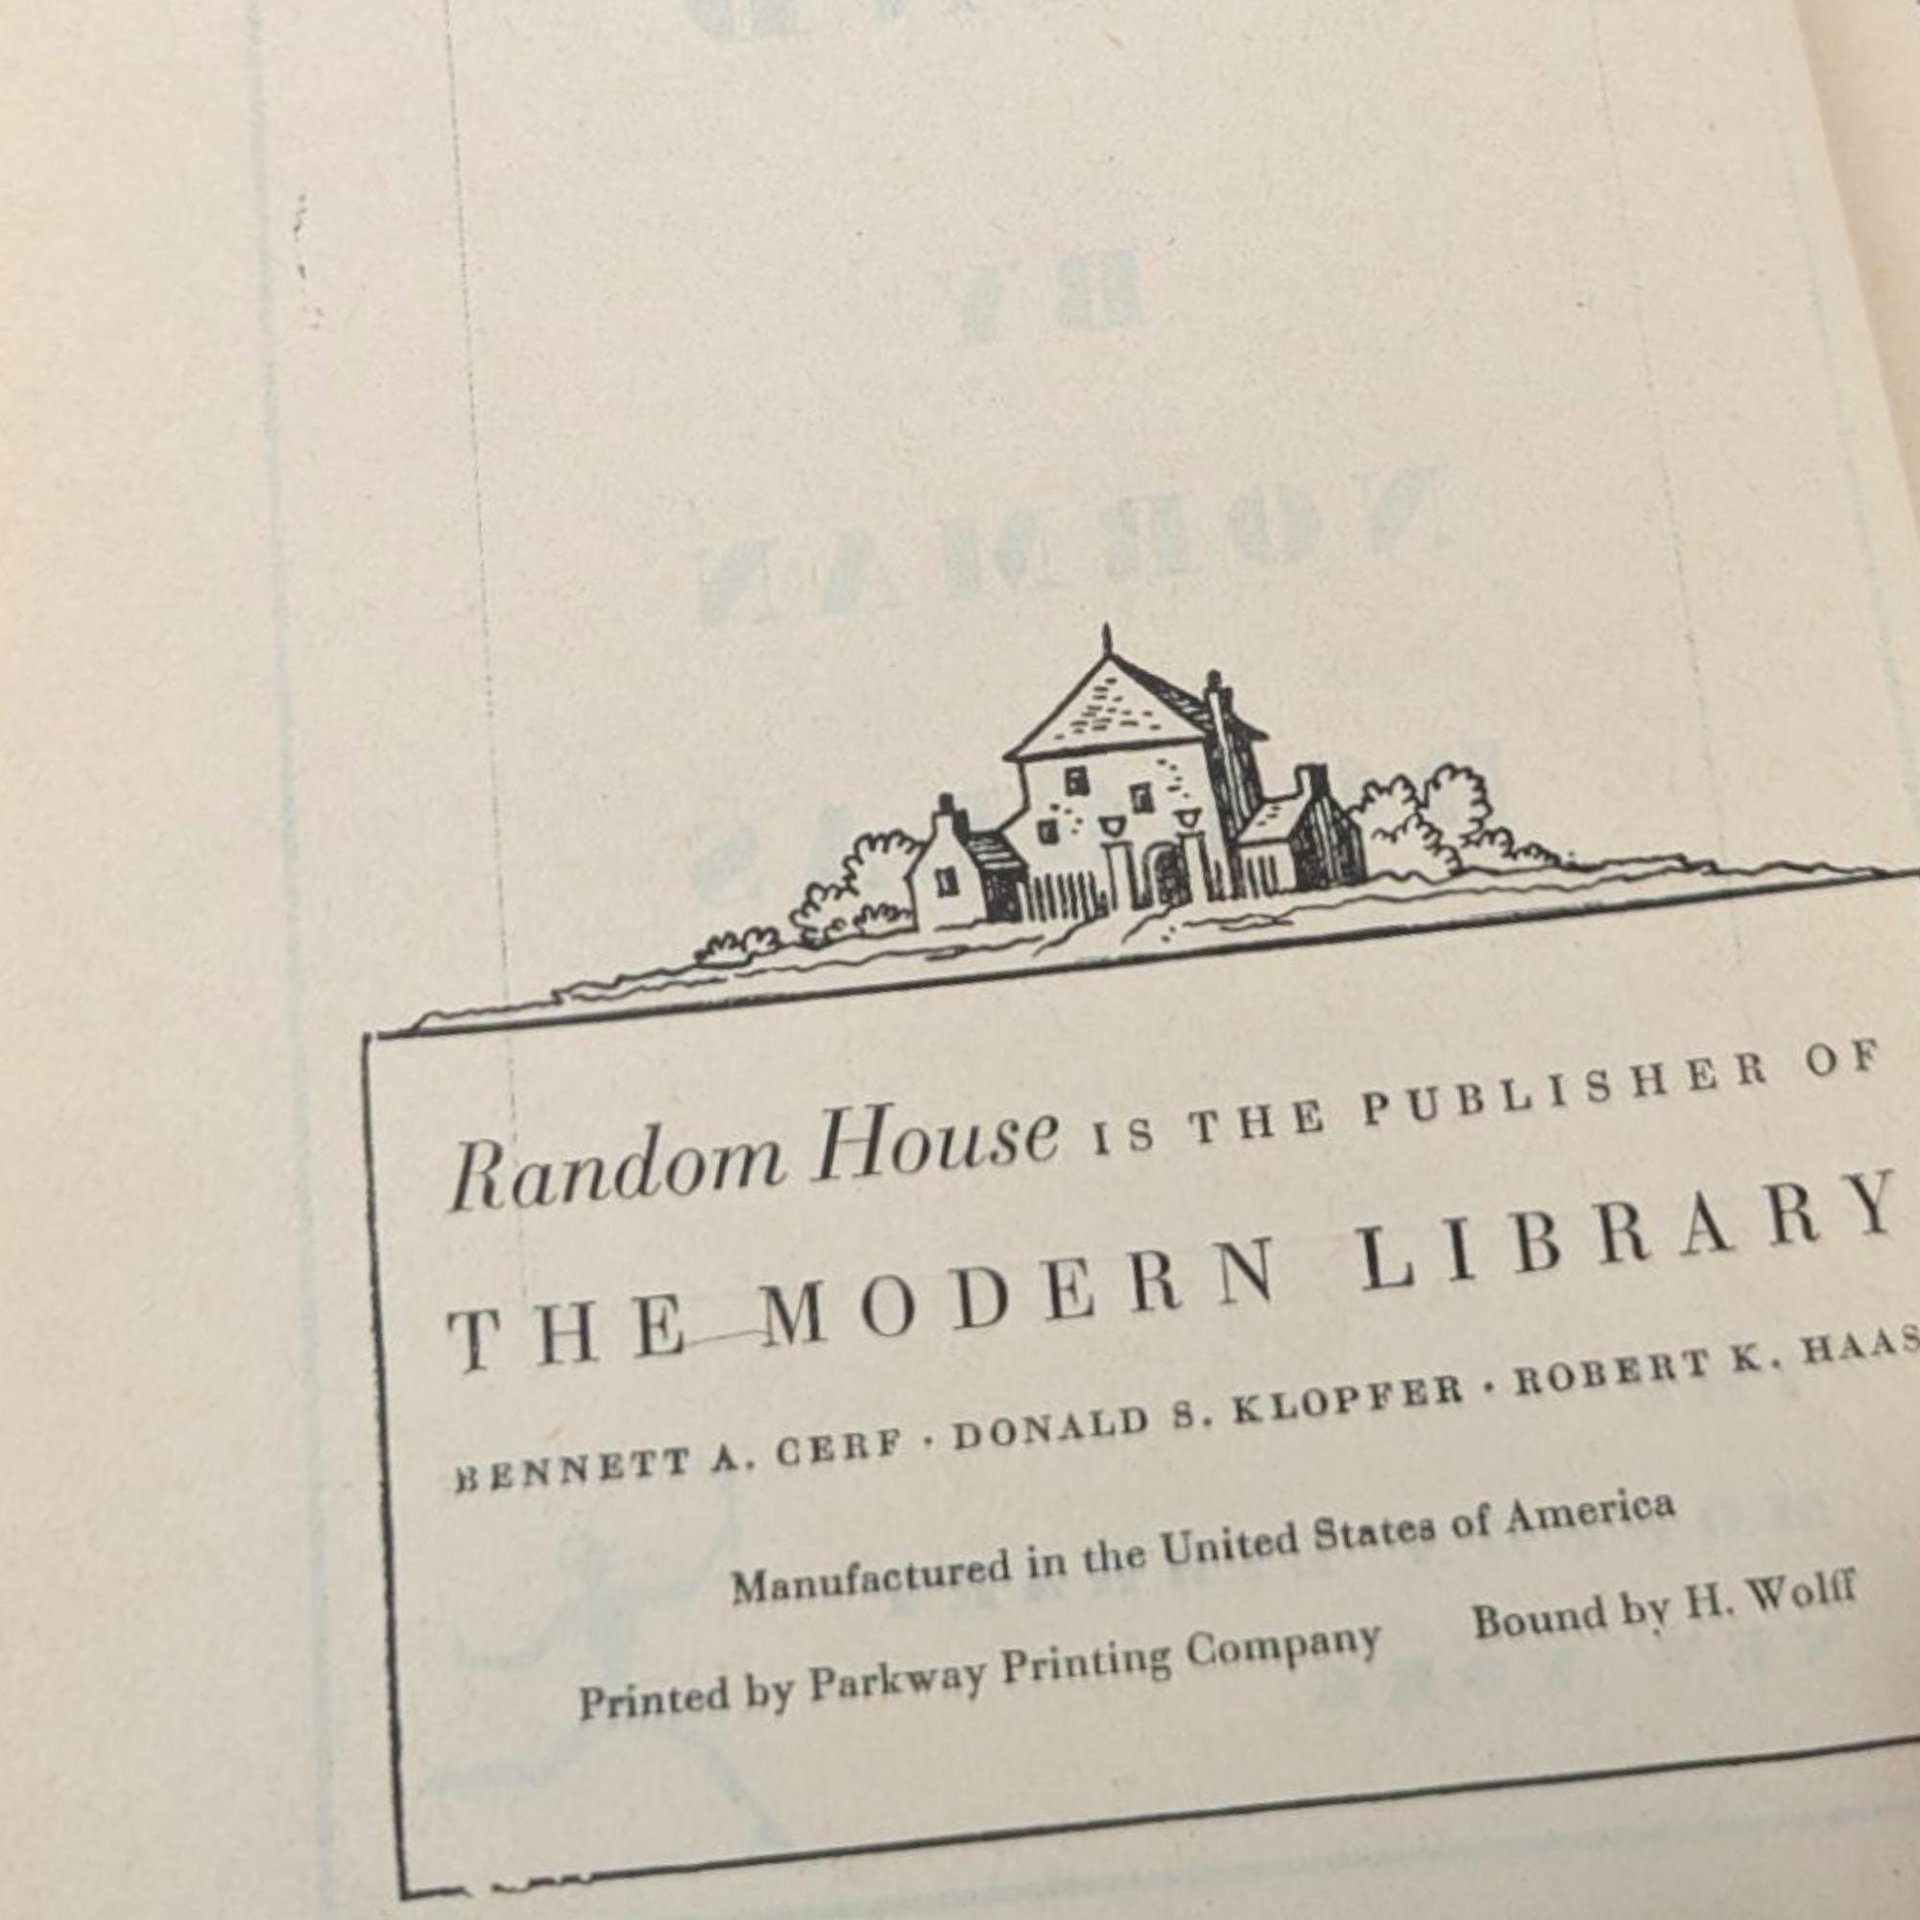 Random House IS THE PUBLISHER OF
THE MODERN LIBRARY
BENNETT A. CERF · DONALD S. KLOPFER · ROBERT K. HAAS
Manufactured in the United States of America
Printed by Parkway Printing Company Bound by H. Wolff